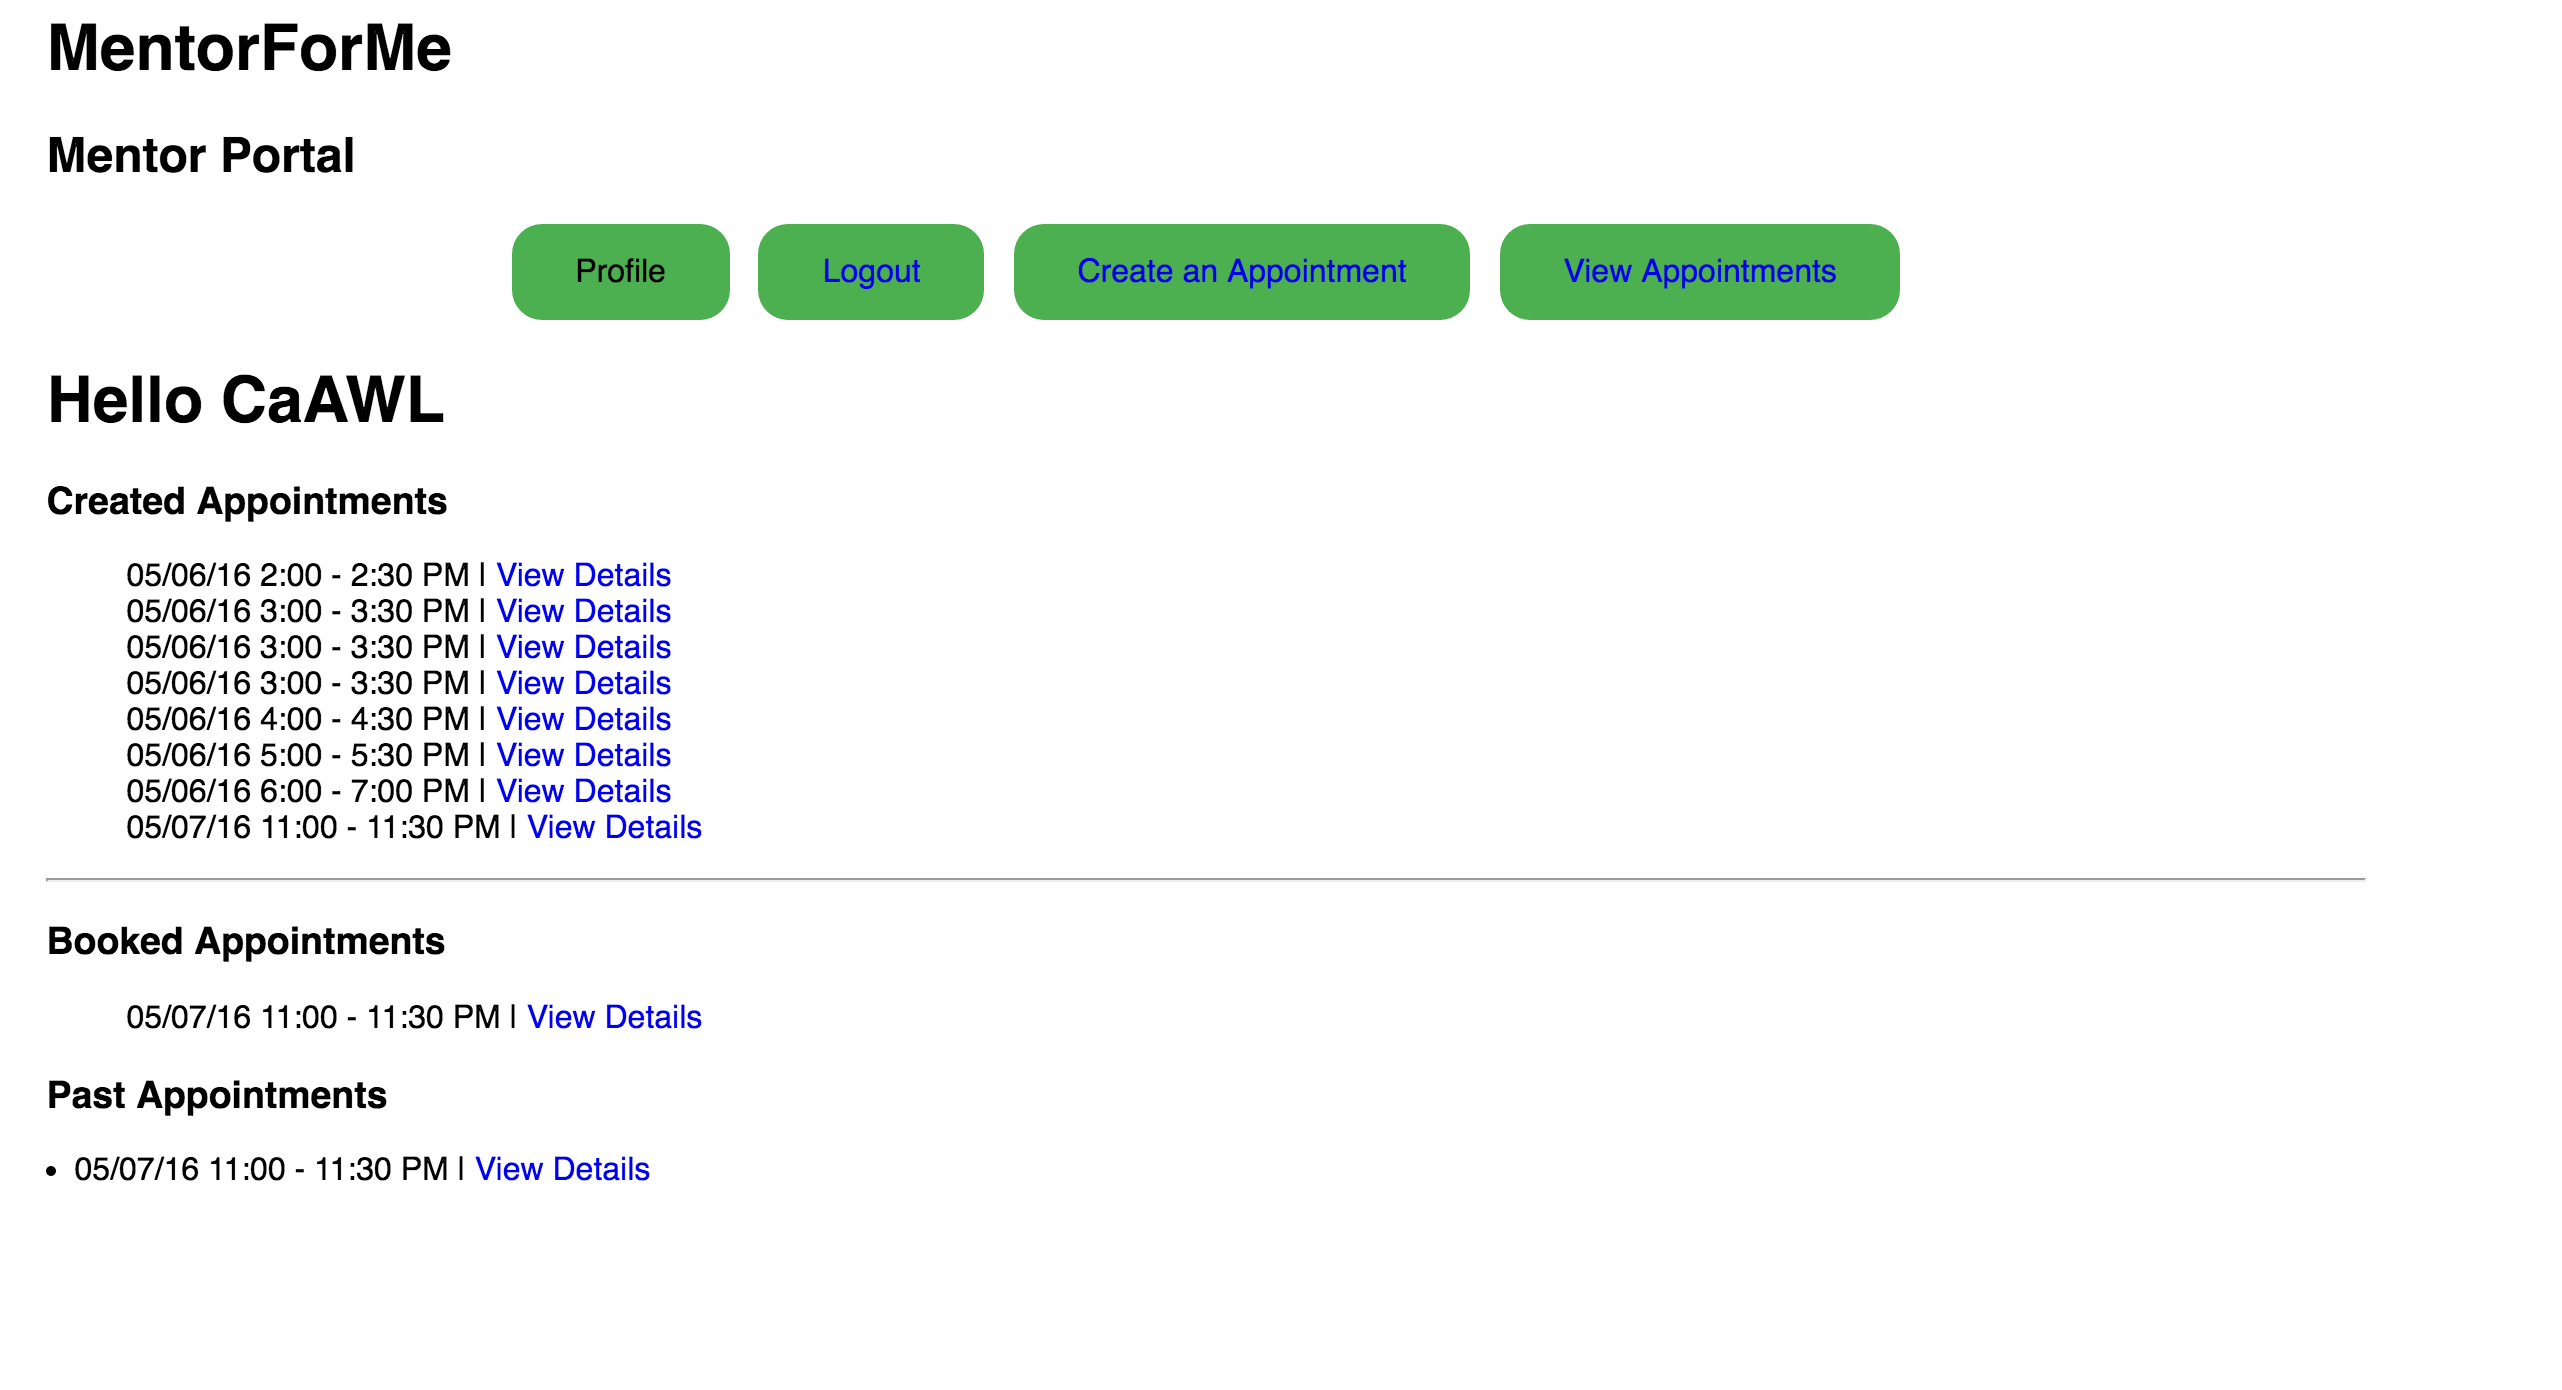 MentorForMe
Mentor Portal
Profile Logout Create an Appointment View Appointments
Hello CaAWL
Created Appointments
05/06/16 2:00 - 2:30 PM | View Details
05/06/16 3:00 - 3:30 PM | View Details
05/06/16 3:00 - 3:30 PM | View Details
05/06/16 3:00 - 3:30 PM | View Details
05/06/16 4:00 - 4:30 PM | View Details
05/06/16 5:00 - 5:30 PM | View Details
05/06/16 6:00 - 7:00 PM | View Details
05/07/16 11:00 - 11:30 PM | View Details
Booked Appointments
05/07/16 11:00 - 11:30 PM | View Details
Past Appointments
• 05/07/16 11:00 - 11:30 PM | View Details